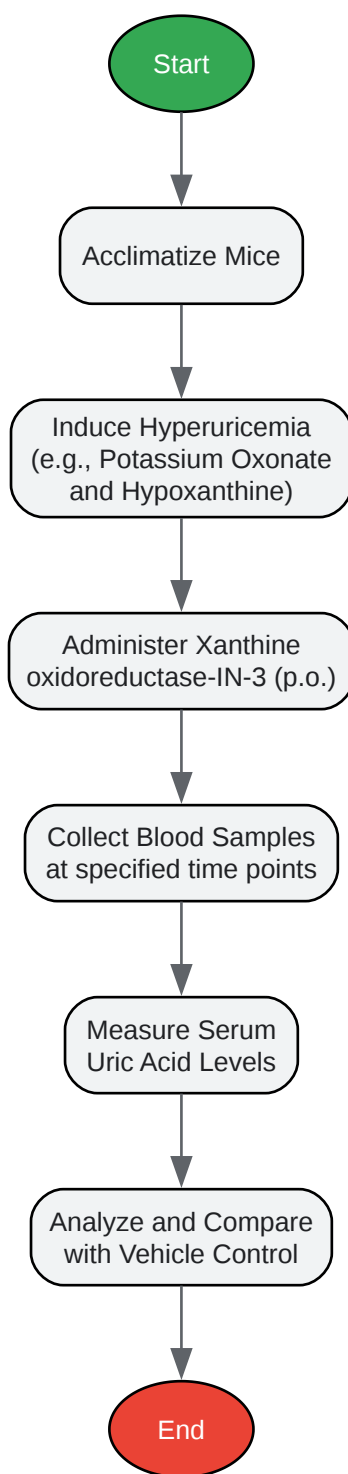 Start
Acclimatize Mice
Induce Hyperuricemia
(e.g., Potassium Oxonate
and Hypoxanthine)
Administer Xanthine
oxidoreductase-IN-3 (p.o.)
Collect Blood Samples
at specified time points
Measure Serum
Uric Acid Levels
Analyze and Compare
with Vehicle Control
End